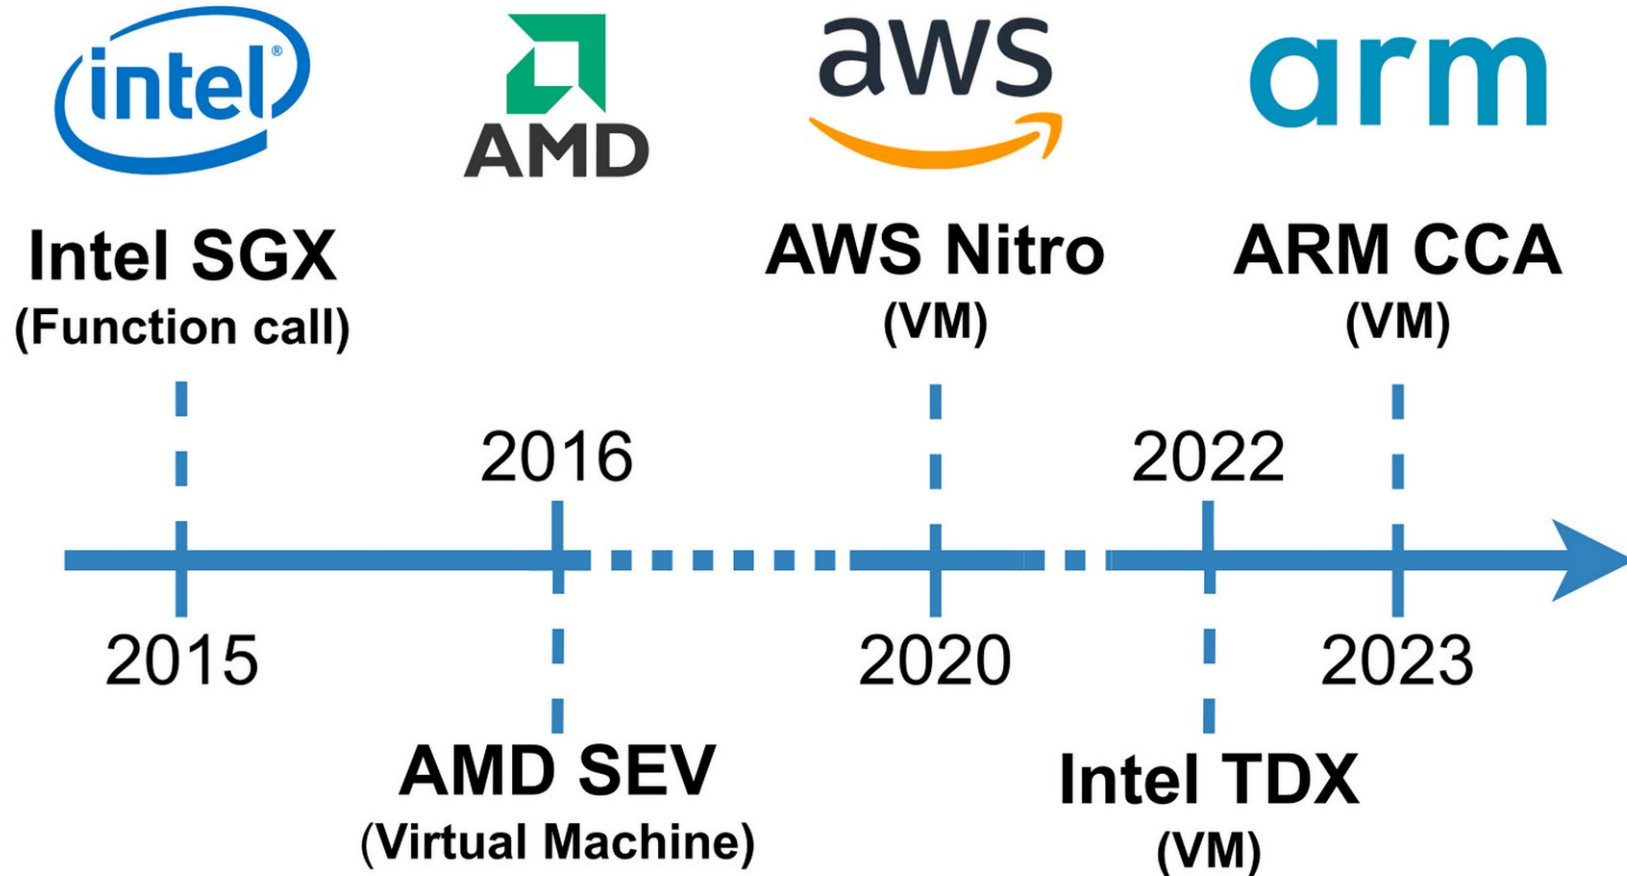 intel®
AMD
aws
arm
Intel SGX
(Function call)
AWS Nitro
(VM)
ARM CCA
(VM)
2016
2022
2015
2020
2023
AMD SEV
(Virtual Machine)
Intel TDX
(VM)